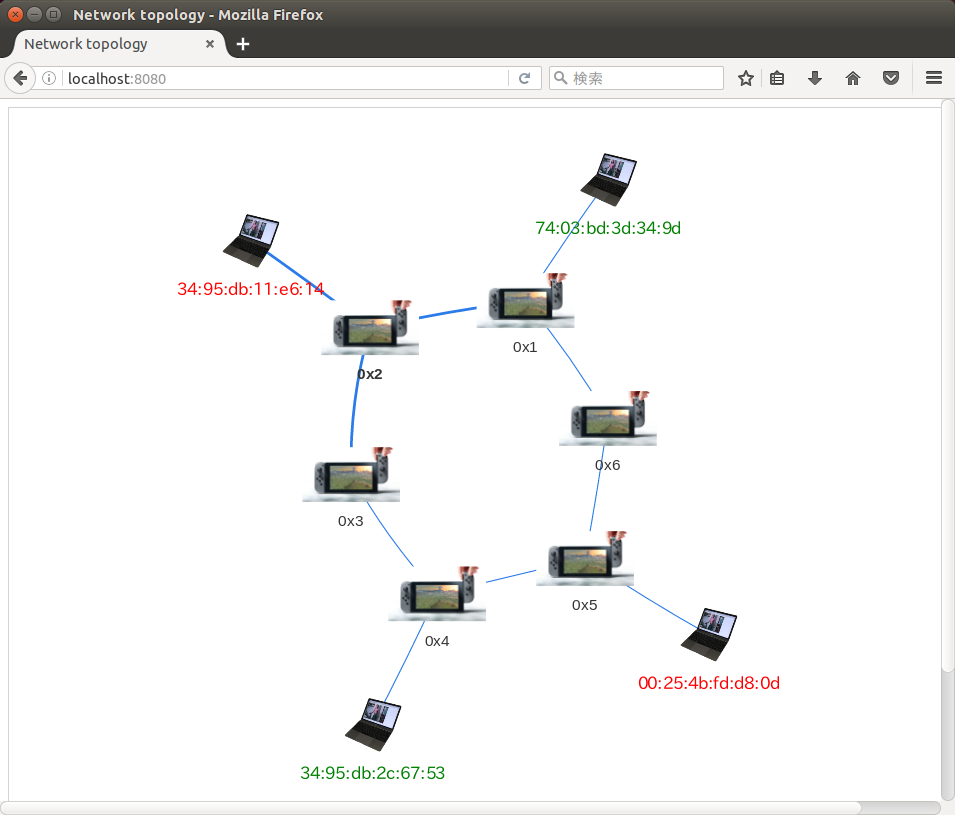 Network topology - Mozilla Firefox
Network topology
localhost:8080
検索
74:03:bd:3d:34:9d
34:95:db:11:e6:14
0x1
0x2
0x6
0x3
0x5
0x4
00:25:4b:fd:d8:0d
34:95:db:2c:67:53